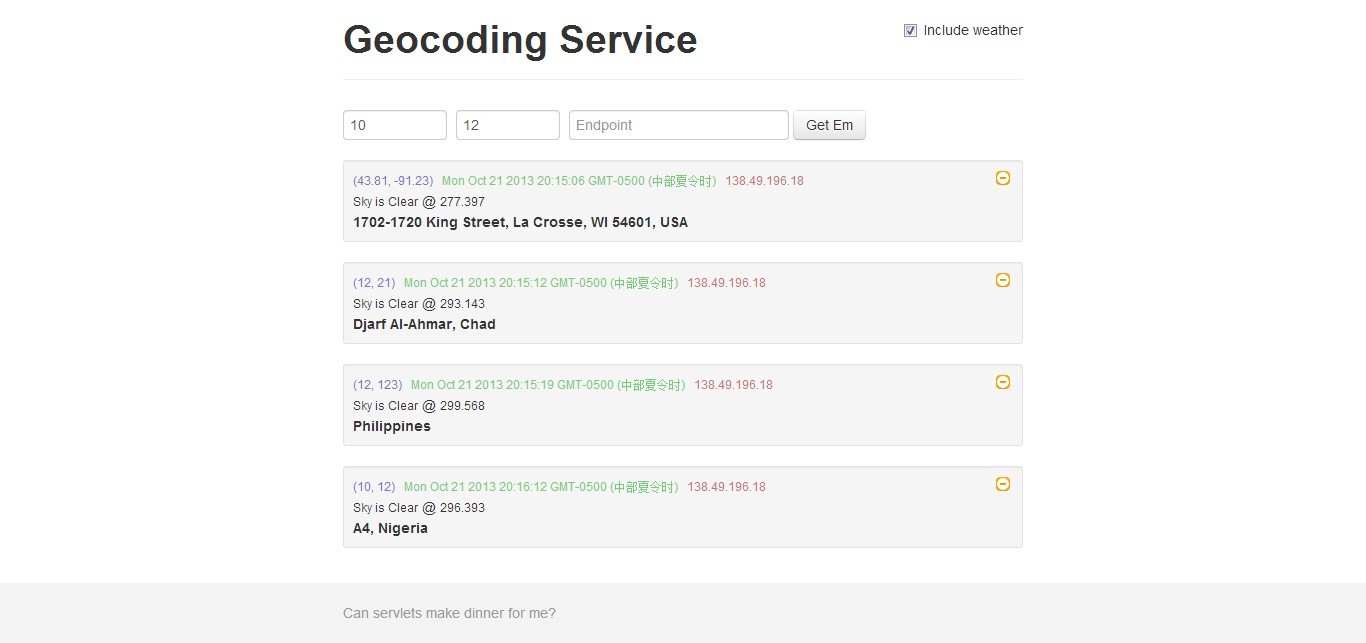 Geocoding Service
Include weather
10 12 Endpoint Get Em
(43.81, -91.23) Mon Oct 21 2013 20:15:06 GMT-0500 (中部夏令时) 138.49.196.18
Sky is Clear @ 277.397
1702-1720 King Street, La Crosse, WI 54601, USA
(12, 21) Mon Oct 21 2013 20:15:12 GMT-0500 (中部夏令时) 138.49.196.18
Sky is Clear @ 293.143
Djarf Al-Ahmar, Chad
(12, 123) Mon Oct 21 2013 20:15:19 GMT-0500 (中部夏令时) 138.49.196.18
Sky is Clear @ 299.568
Philippines
(10, 12) Mon Oct 21 2013 20:16:12 GMT-0500 (中部夏令时) 138.49.196.18
Sky is Clear @ 296.393
A4, Nigeria
Can servlets make dinner for me?